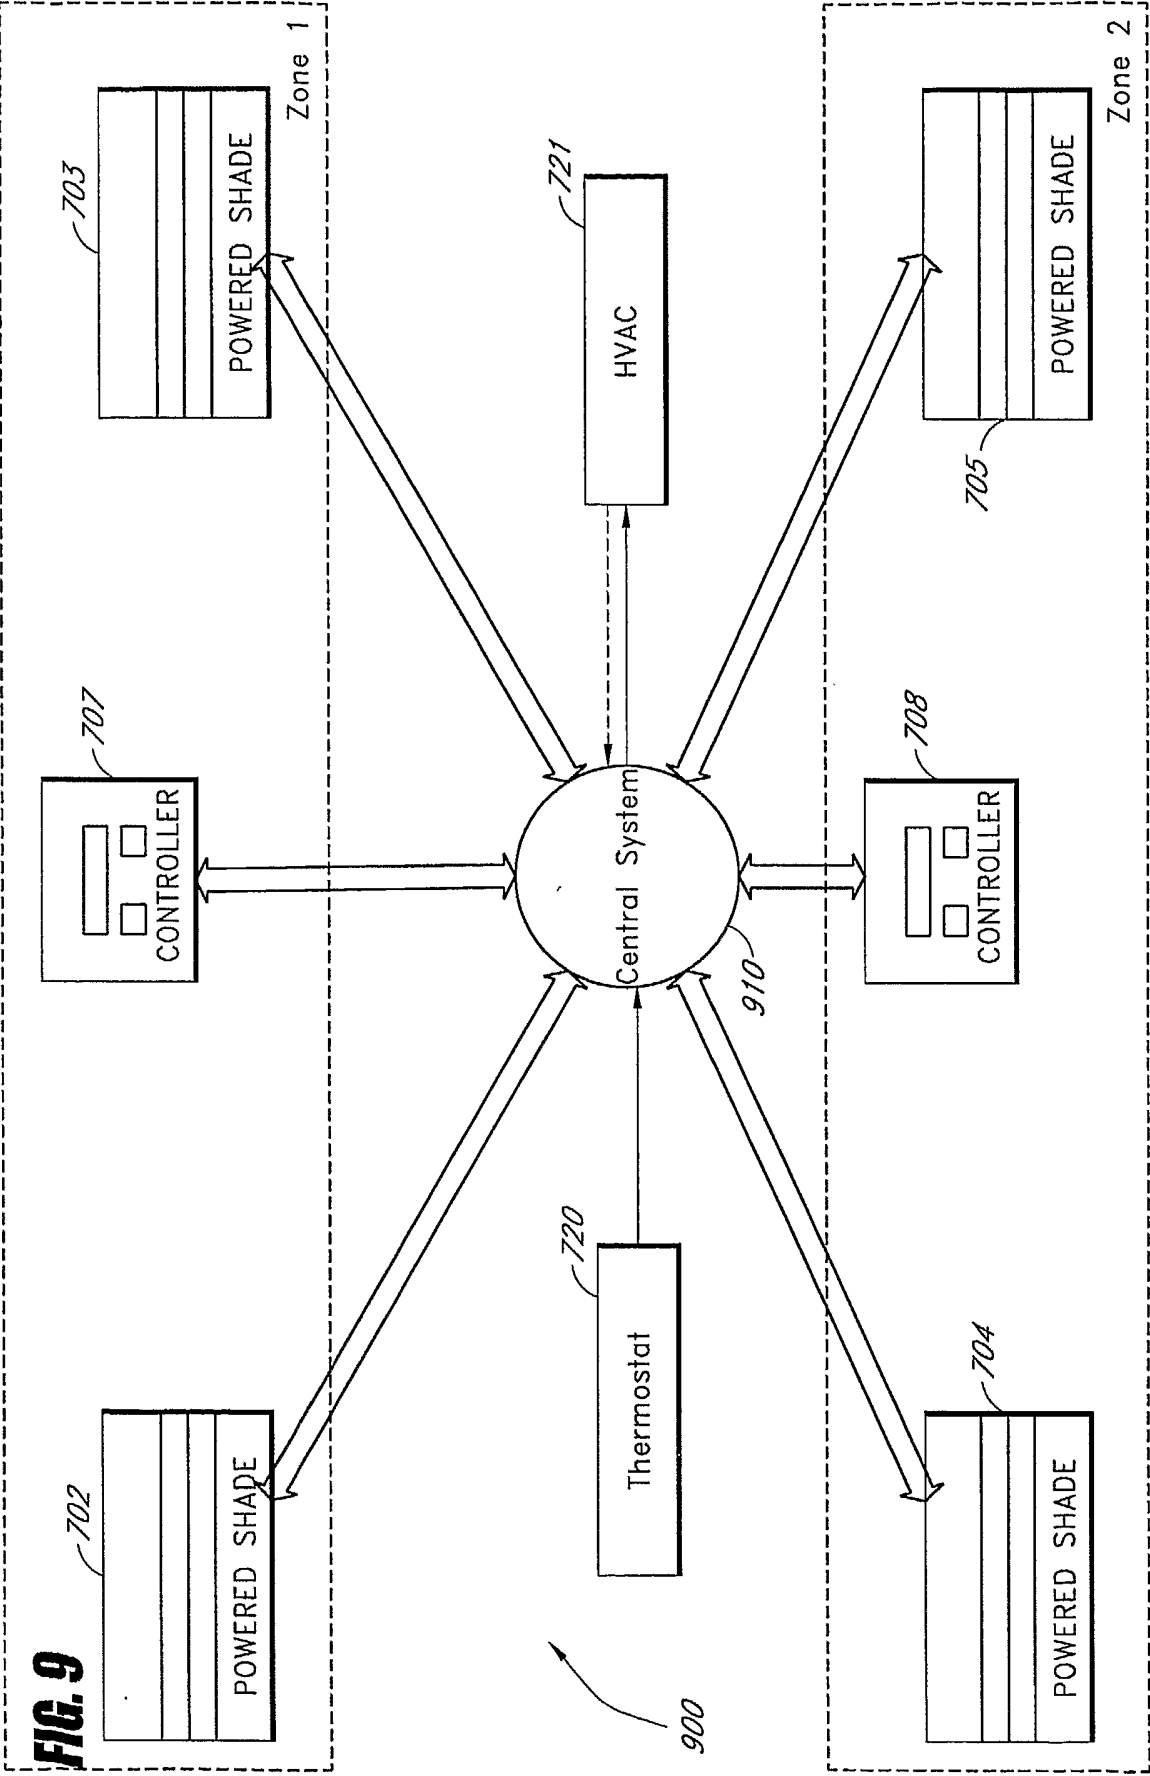 FIG. 9
702
POWERED SHADE
707
CONTROLLER
703
POWERED SHADE
Zone 1
900
720
Thermostat
Central System
910
721
HVAC
704
POWERED SHADE
708
CONTROLLER
705
POWERED SHADE
Zone 2